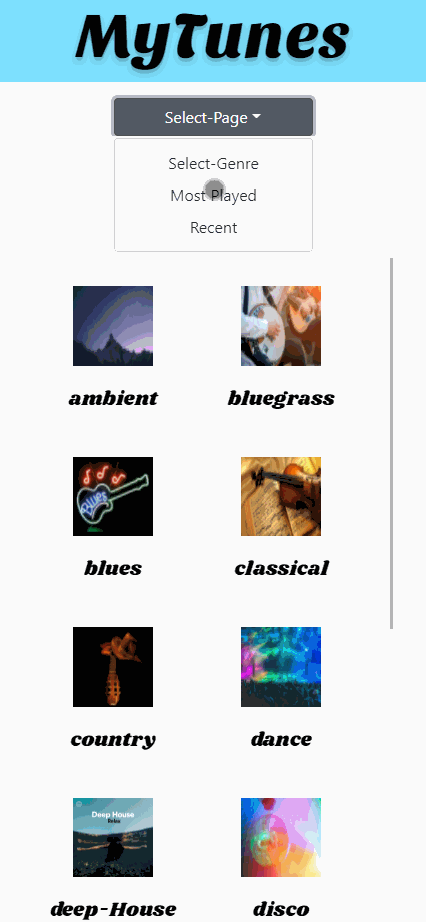 MyTunes
Select-Page
Select-Genre
Most Played
Recent
ambient
bluegrass
Blues
blues
classical
country
dance
Deep House
Relax
deep-House
disco